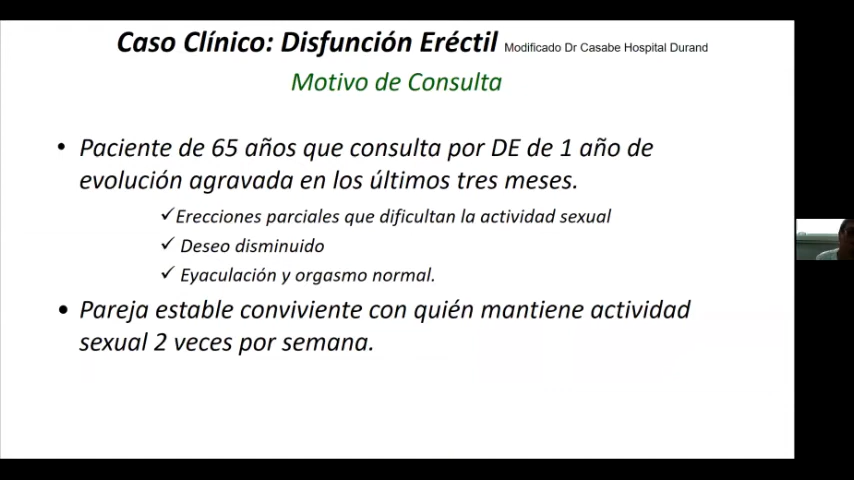 Caso Clínico: Disfunción Eréctil Modificado Dr Casabe Hospital Durand
Motivo de Consulta
• Paciente de 65 años que consulta por DE de 1 año de
evolución agravada en los últimos tres meses.
✓Erecciones parciales que dificultan la actividad sexual
✓ Deseo disminuido
✓ Eyaculación y orgasmo normal.
• Pareja estable conviviente con quién mantiene actividad
sexual 2 veces por semana.